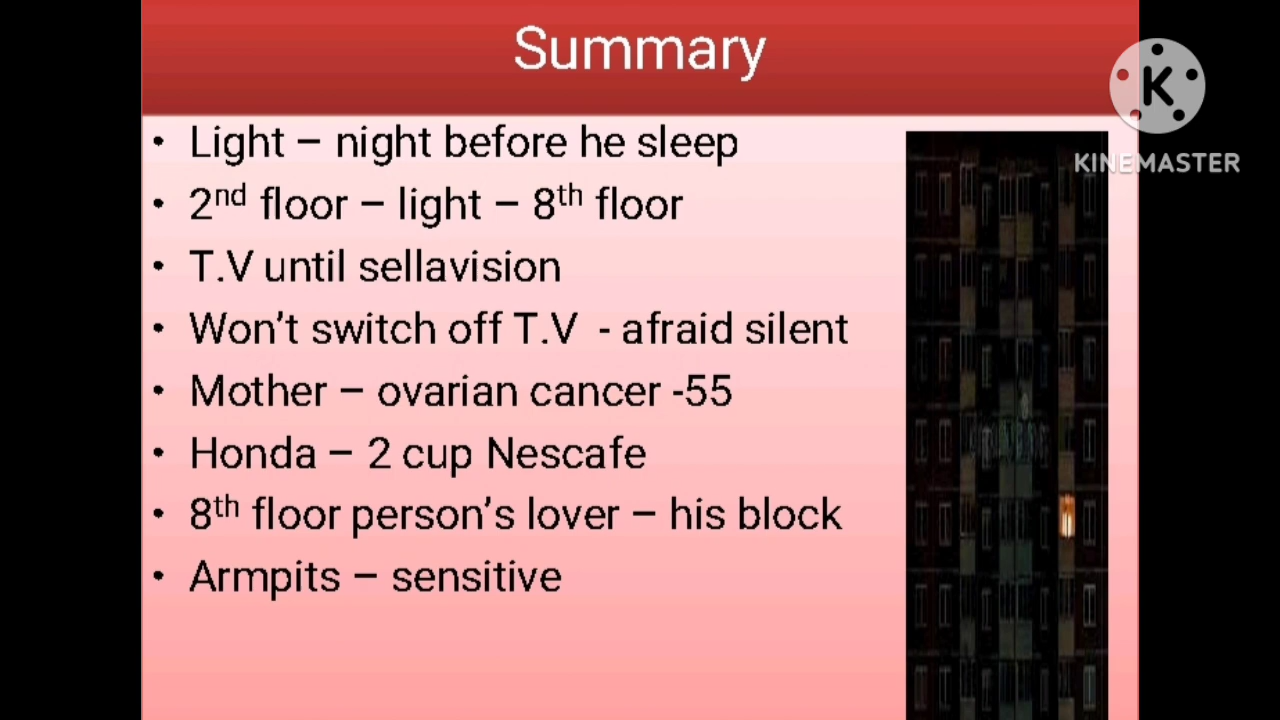 Summary
• Light – night before he sleep
• 2nd floor – light – 8th floor
• T.V until sellavision
• Won't switch off T.V - afraid silent
• Mother – ovarian cancer -55
• Honda – 2 cup Nescafe
• 8th floor person's lover – his block
• Armpits – sensitive
K
KINEMASTER